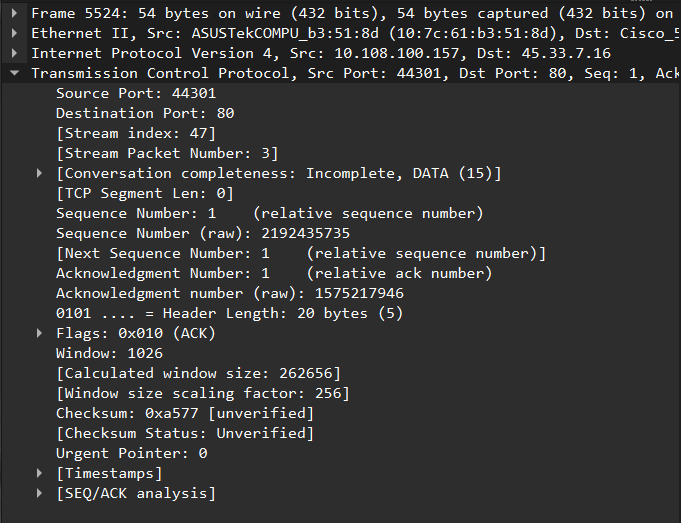 Frame 5524: 54 bytes on wire (432 bits), 54 bytes captured (432 bits) on
Ethernet II, Src: ASUSTekCOMPU_b3:51:8d (10:7c:61:b3:51:8d), Dst: Cisco_5
Internet Protocol Version 4, Src: 10.108.100.157, Dst: 45.33.7.16
Transmission Control Protocol, Src Port: 44301, Dst Port: 80, Seq: 1, Ack
Source Port: 44301
Destination Port: 80
[Stream index: 47]
[Stream Packet Number: 3]
[Conversation completeness: Incomplete, DATA (15)]
[TCP Segment Len: 0]
Sequence Number: 1    (relative sequence number)
Sequence Number (raw): 2192435735
[Next Sequence Number: 1    (relative sequence number)]
Acknowledgment Number: 1    (relative ack number)
Acknowledgment number (raw): 1575217946
0101 .... = Header Length: 20 bytes (5)
Flags: 0x010 (ACK)
Window: 1026
[Calculated window size: 262656]
[Window size scaling factor: 256]
Checksum: 0xa577 [unverified]
[Checksum Status: Unverified]
Urgent Pointer: 0
[Timestamps]
[SEQ/ACK analysis]